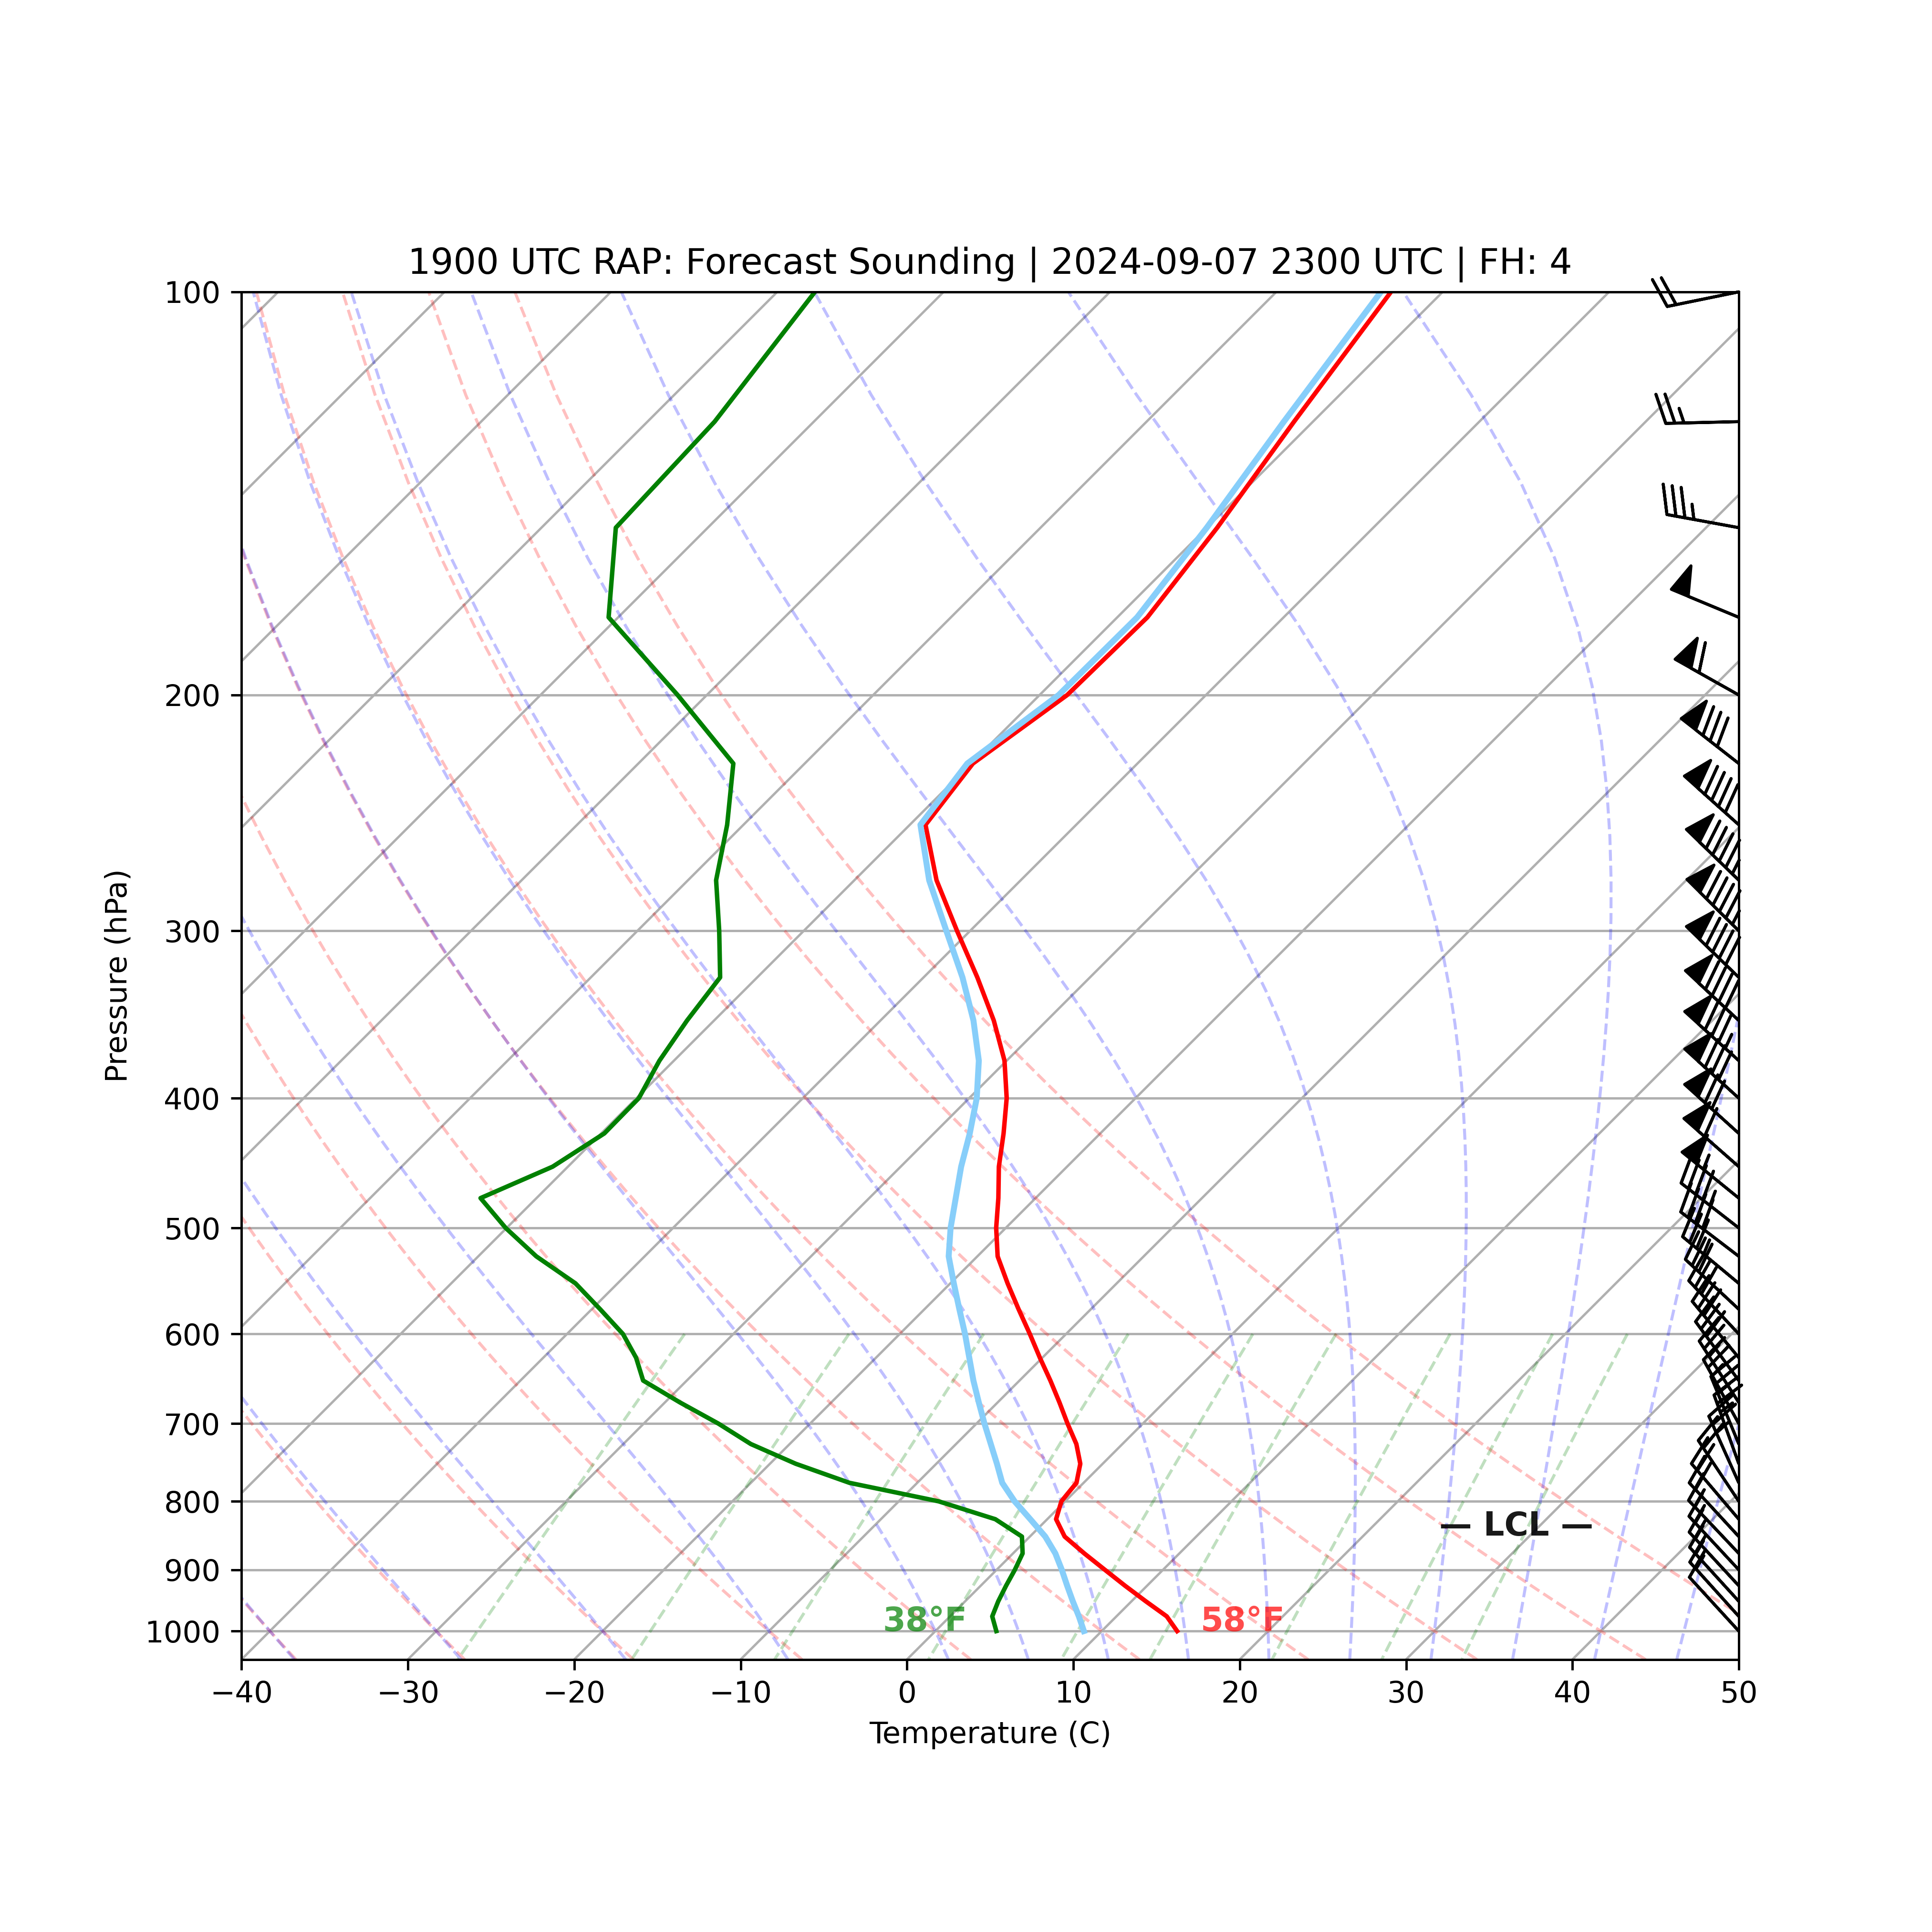 1900 UTC RAP: Forecast Sounding | 2024-09-07 2300 UTC | FH: 4
100
200
300
400
500
600
700
800
900
1000
Pressure (hPa)
— LCL —
38°F
58°F
−40 −30 −20 −10 0 10 20 30 40 50
Temperature (C)